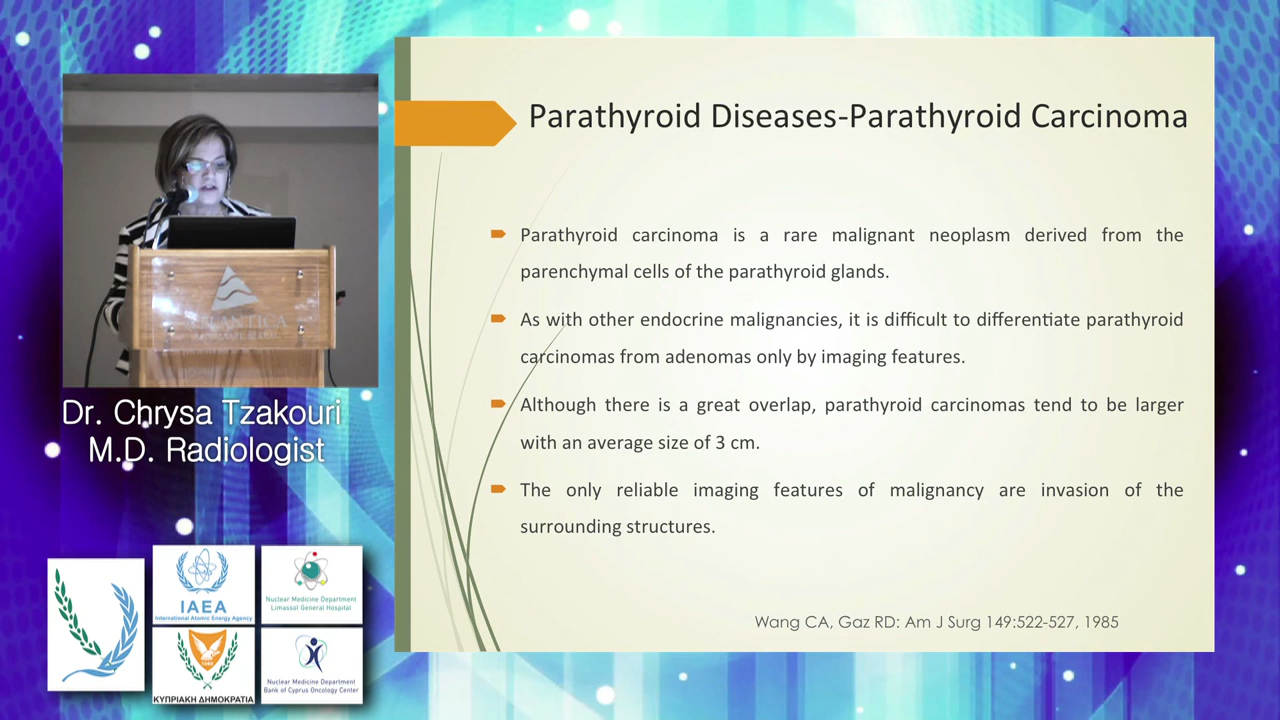 Parathyroid Diseases-Parathyroid Carcinoma
Parathyroid carcinoma is a rare malignant neoplasm derived from the
parenchymal cells of the parathyroid glands.
As with other endocrine malignancies, it is difficult to differentiate parathyroid
carcinomas from adenomas only by imaging features.
Although there is a great overlap, parathyroid carcinomas tend to be larger
with an average size of 3 cm.
The only reliable imaging features of malignancy are invasion of the
surrounding structures.
Wang CA, Gaz RD: Am J Surg 149:522-527, 1985
Dr. Chrysa Tzakouri
M.D. Radiologist
IAEA
International Atomic Energy Agency
Nuclear Medicine Department
Limassol General Hospital
ΚΥΠΡΙΑΚΗ ΔΗΜΟΚΡΑΤΙΑ
Nuclear Medicine Department
Bank of Cyprus Oncology Center